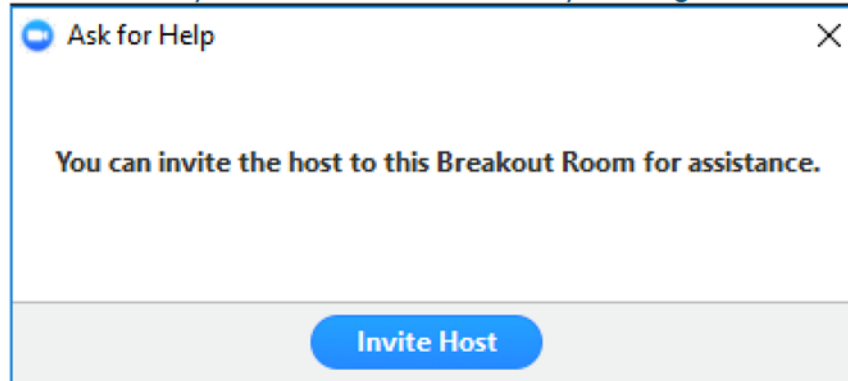 Ask for Help
You can invite the host to this Breakout Room for assistance.
Invite Host